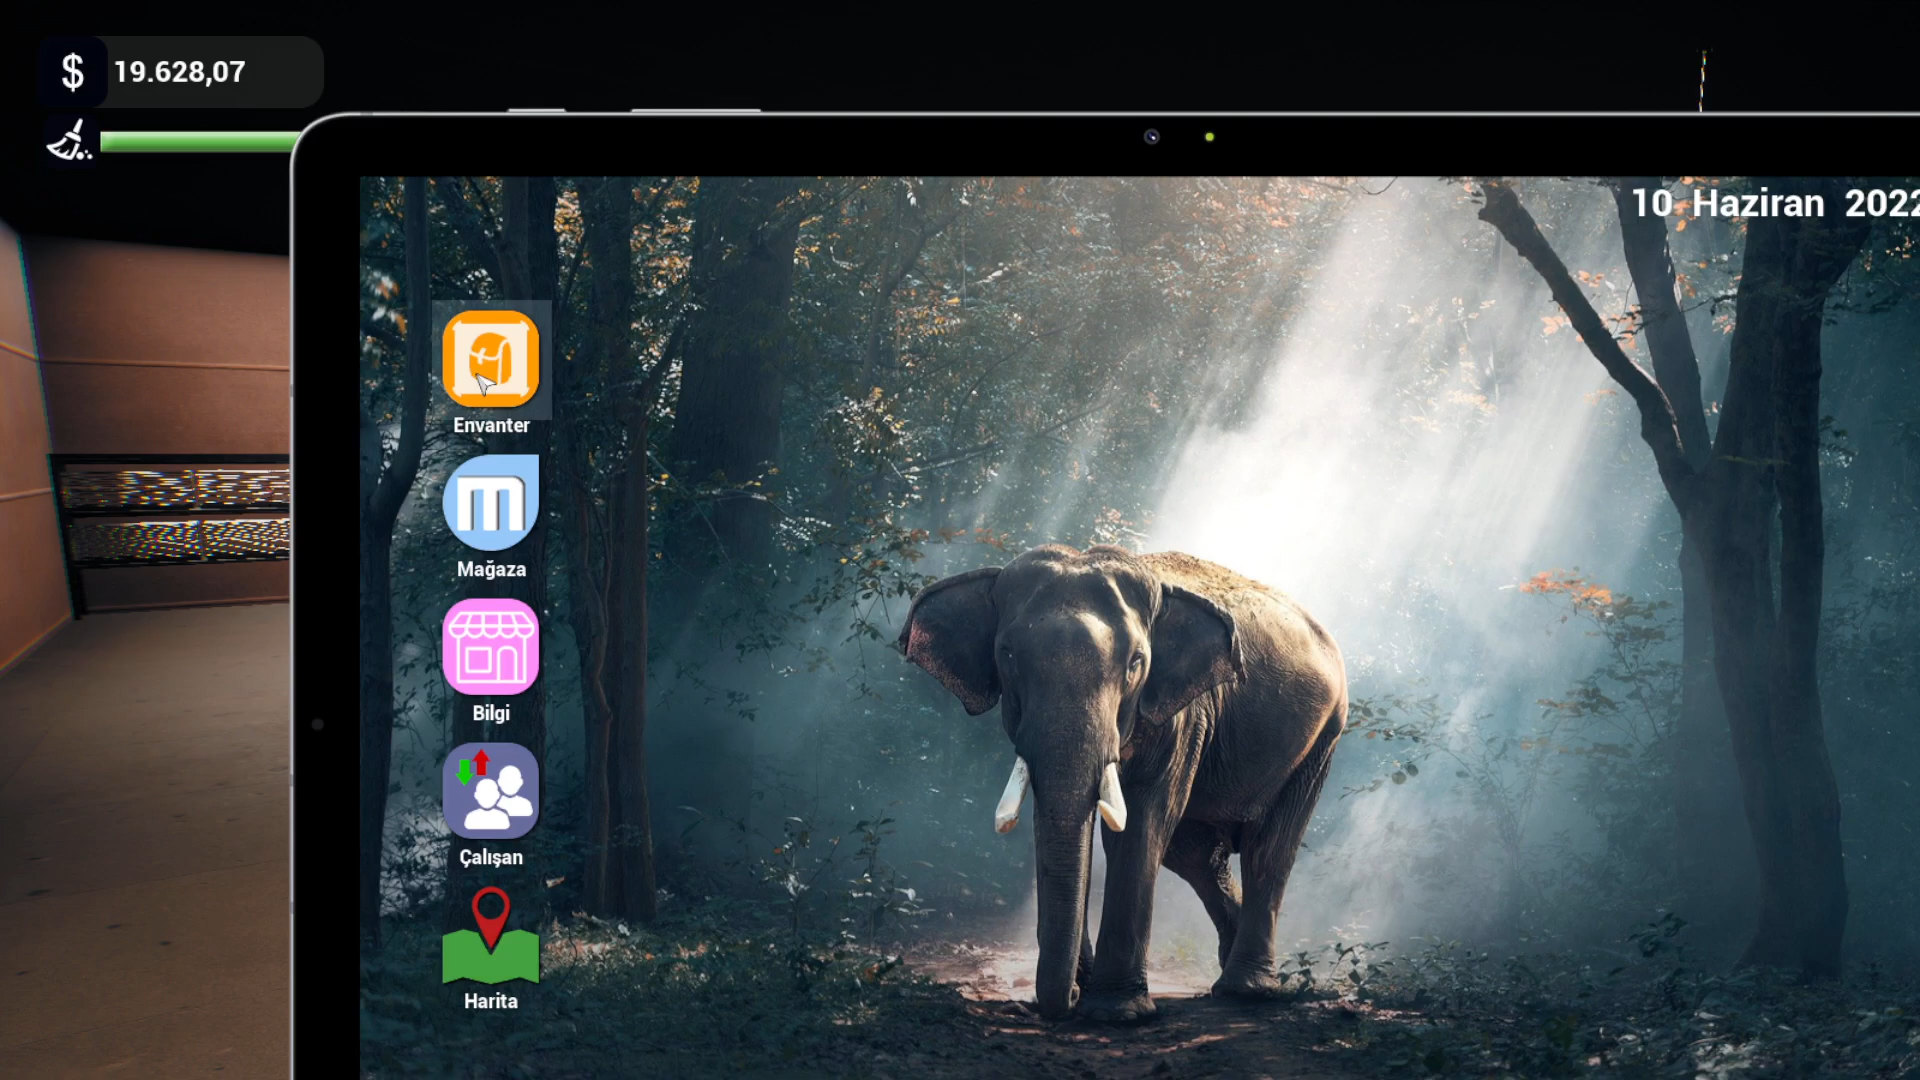 $ 19.628,07
10 Haziran 2022
Envanter
m
Mağaza
Bilgi
Çalışan
Harita